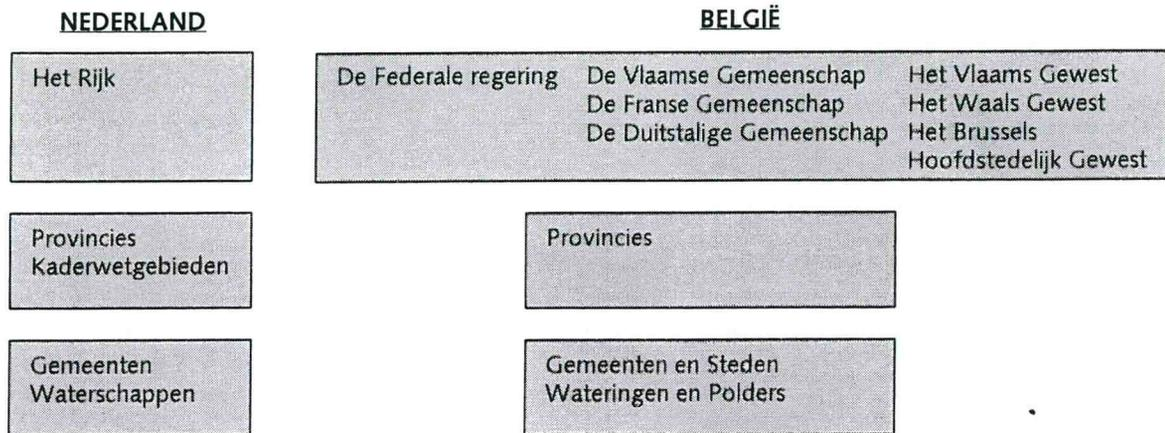 NEDERLAND
BELGIË
Het Rijk
De Federale regering
De Vlaamse Gemeenschap
De Franse Gemeenschap
De Duitstalige Gemeenschap
Het Vlaams Gewest
Het Waals Gewest
Het Brussels
Hoofdstedelijk Gewest
Provincies
Kaderwetgebieden
Provincies
Gemeenten
Waterschappen
Gemeenten en Steden
Wateringen en Polders